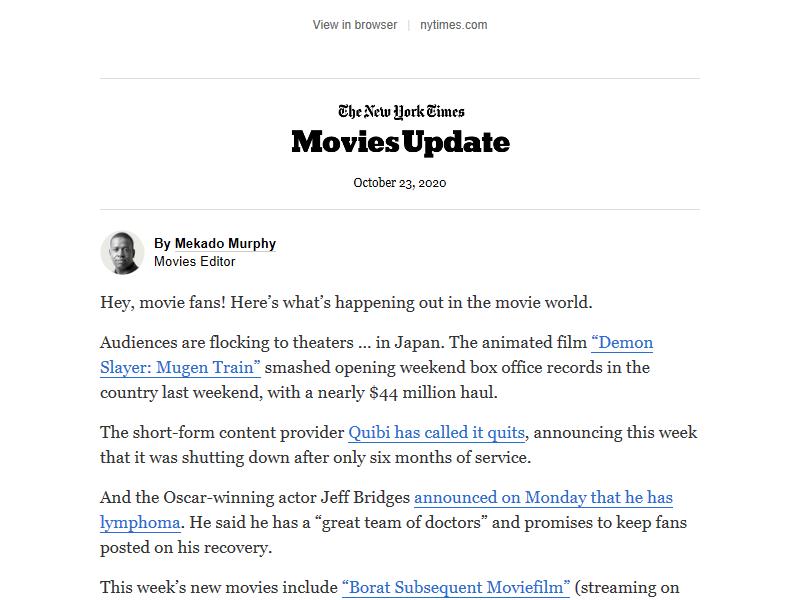 View in browser | nytimes.com
The New York Times
Movies Update
October 23, 2020
By Mekado Murphy
Movies Editor
Hey, movie fans! Here’s what’s happening out in the movie world.
Audiences are flocking to theaters ... in Japan. The animated film “Demon
Slayer: Mugen Train” smashed opening weekend box office records in the
country last weekend, with a nearly $44 million haul.
The short-form content provider Quibi has called it quits, announcing this week
that it was shutting down after only six months of service.
And the Oscar-winning actor Jeff Bridges announced on Monday that he has
lymphoma. He said he has a “great team of doctors” and promises to keep fans
posted on his recovery.
This week’s new movies include “Borat Subsequent Moviefilm” (streaming on